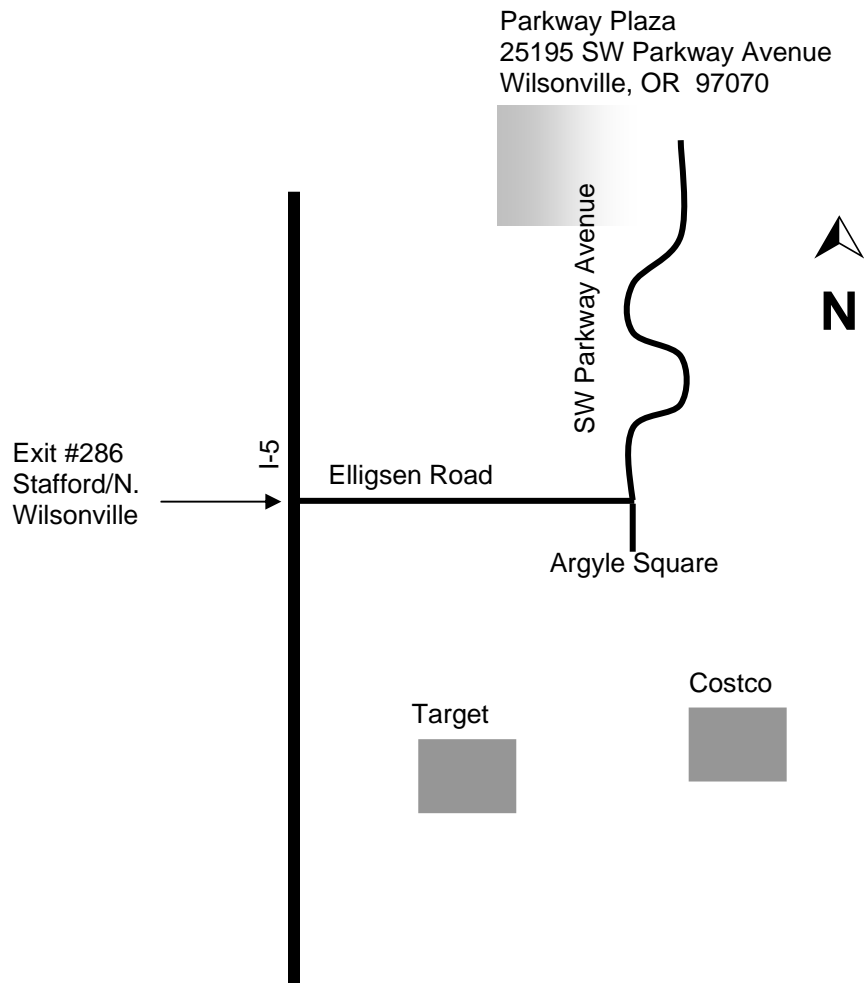 Parkway Plaza
25195 SW Parkway Avenue
Wilsonville, OR  97070
SW Parkway Avenue
N
I-5
Exit #286
Stafford/N.
Wilsonville
Elligsen Road
Argyle Square
Costco
Target